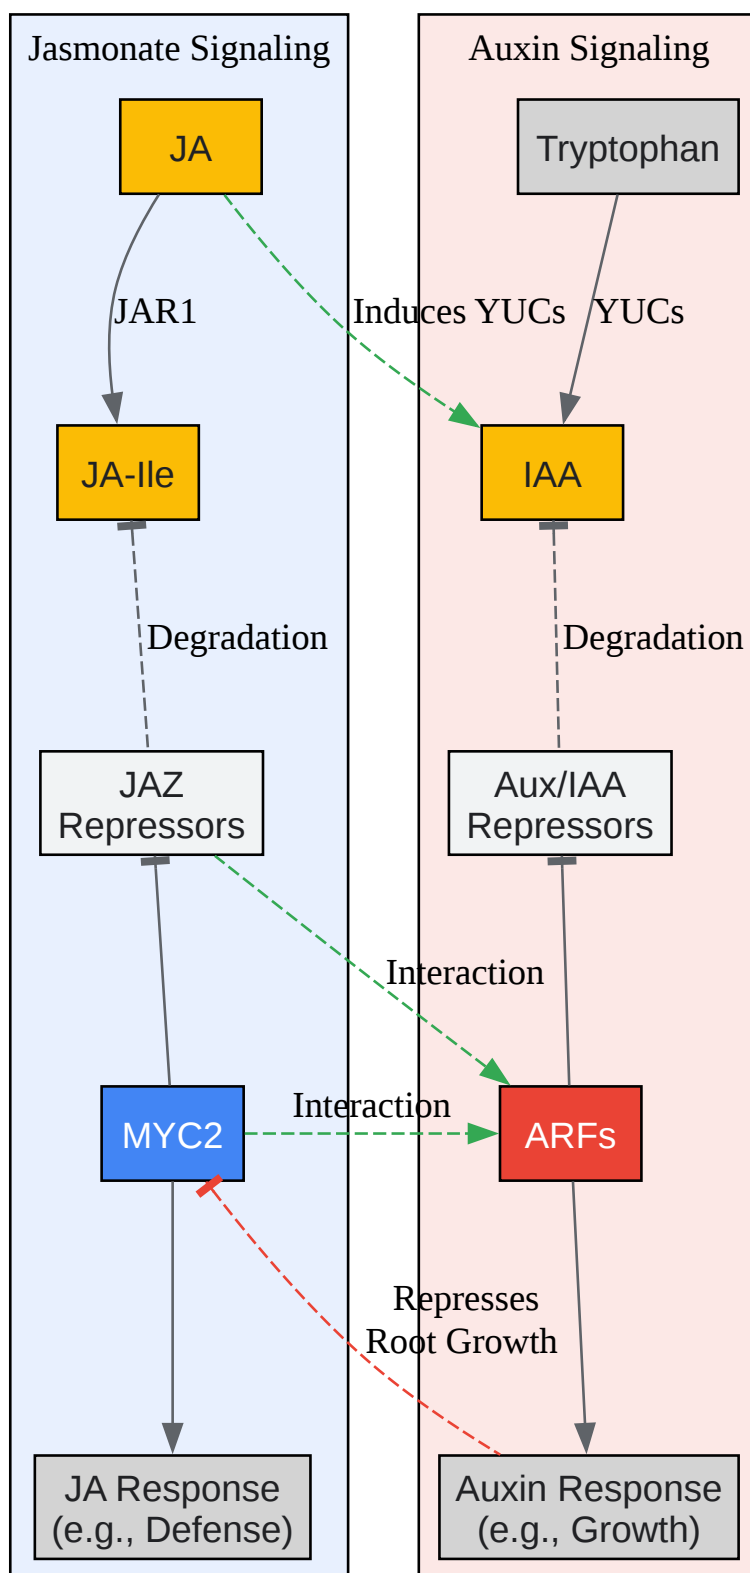 Jasmonate Signaling
Auxin Signaling
JA
Tryptophan
JAR1
Induces YUCs
YUCs
JA-Ile
IAA
Degradation
Degradation
JAZ
Repressors
Aux/IAA
Repressors
Interaction
Interaction
MYC2
ARFs
Represses
Root Growth
JA Response
(e.g., Defense)
Auxin Response
(e.g., Growth)